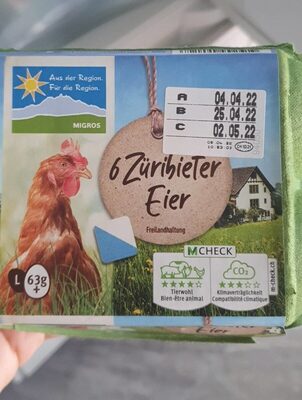 Aus der Region.
Für die Region.
MIGROS
A 04.04.22
B 25.04.22
C 02.05.22
6 Züribieter
Eier
Freilandhaltung
M CHECK
Tierwohl
Bien-être animal
CO2
Klimaverträglichkeit
Compatibilité climatique
m-check.ch
L 63g
+